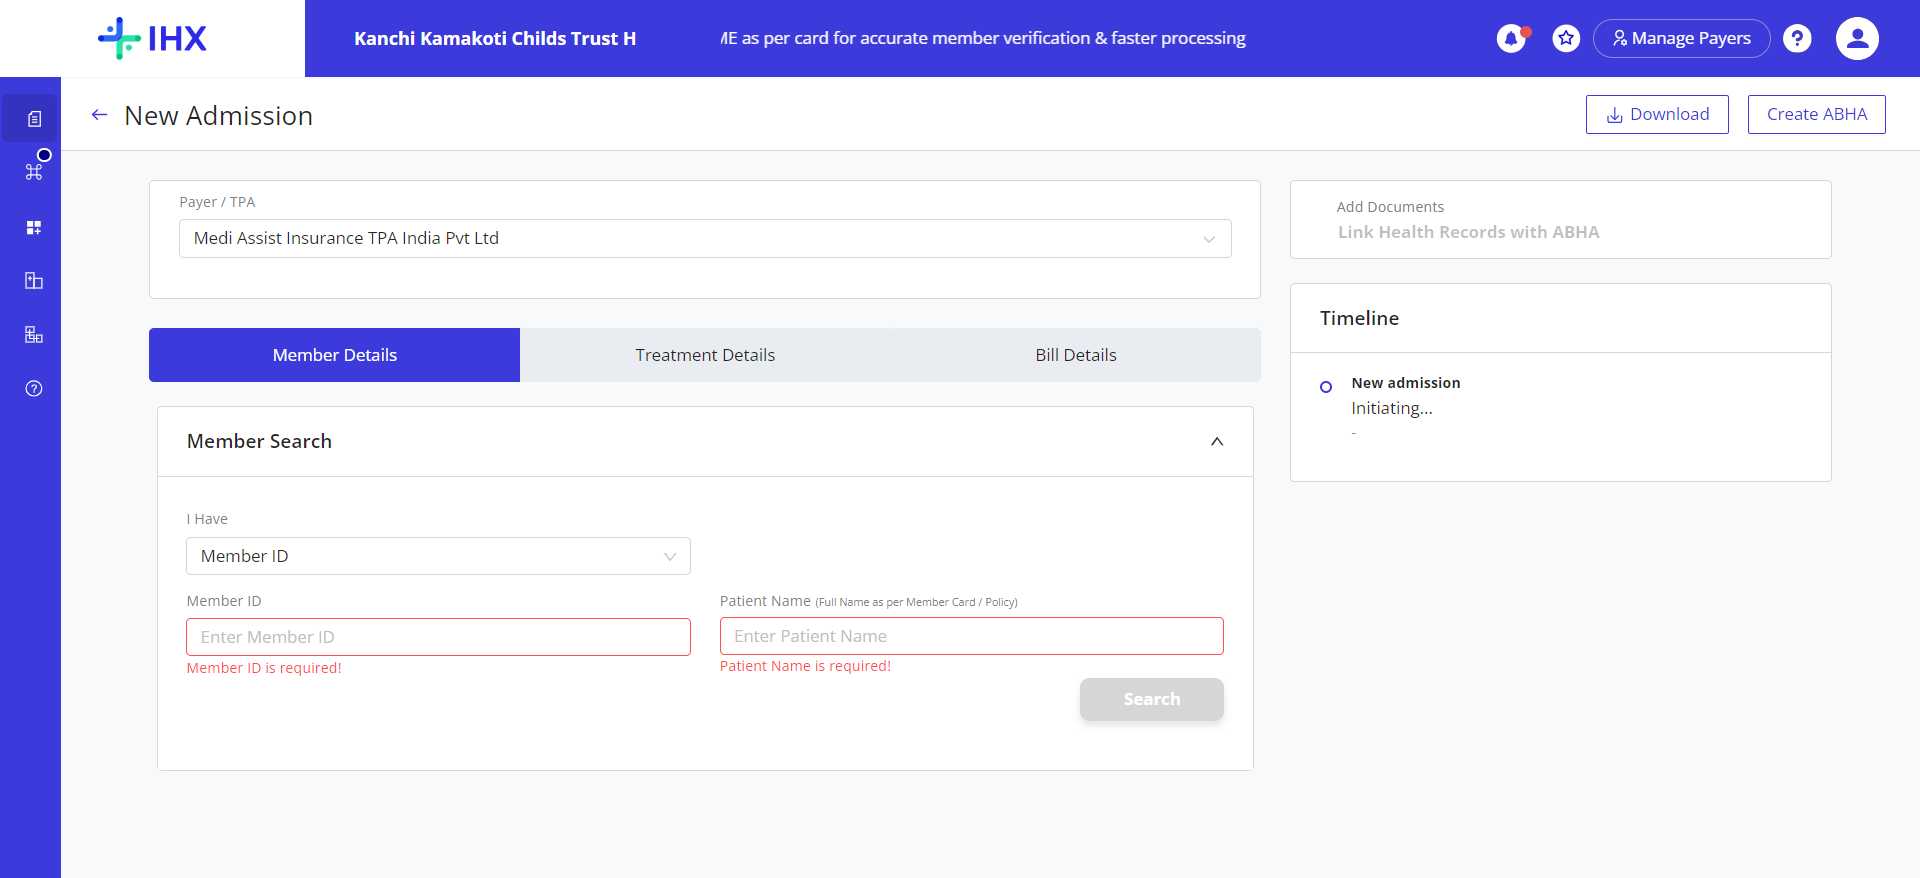 IHX
Kanchi Kamakoti Childs Trust H
ME as per card for accurate member verification & faster processing
Manage Payers
New Admission
Download
Create ABHA
Payer / TPA
Medi Assist Insurance TPA India Pvt Ltd
Add Documents
Link Health Records with ABHA
Timeline
New admission
Initiating...
-
Member Details
Treatment Details
Bill Details
Member Search
I Have
Member ID
Member ID
Enter Member ID
Member ID is required!
Patient Name (Full Name as per Member Card / Policy)
Enter Patient Name
Patient Name is required!
Search